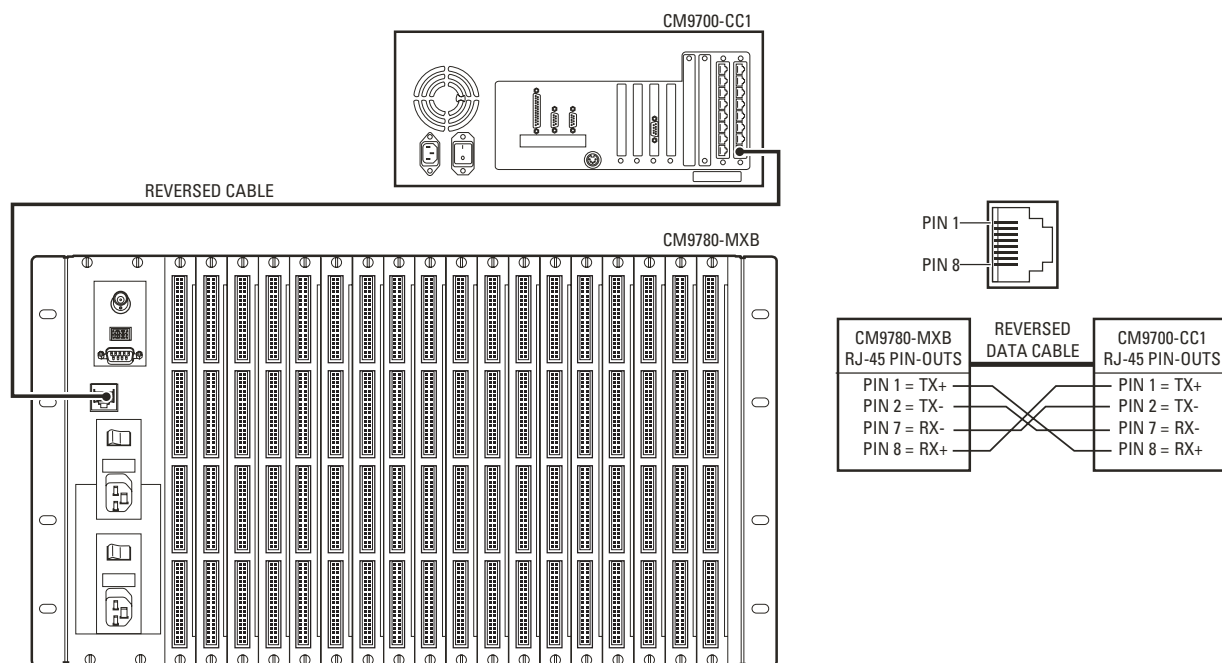 CM9700-CC1
REVERSED CABLE
CM9780-MXB
PIN 1
PIN 8
CM9780-MXB
RJ-45 PIN-OUTS
PIN 1 = TX+
PIN 2 = TX-
PIN 7 = RX-
PIN 8 = RX+
REVERSED
DATA CABLE
CM9700-CC1
RJ-45 PIN-OUTS
PIN 1 = TX+
PIN 2 = TX-
PIN 7 = RX-
PIN 8 = RX+